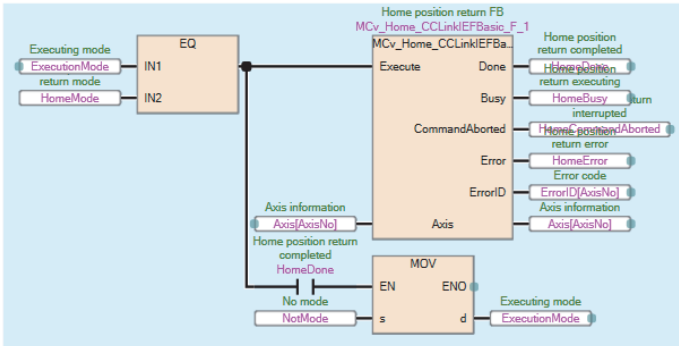 Home position return FB
MCv_Home_CCLinkIEFBasic_F_1
Executing mode
ExecutionMode
return mode
HomeMode
EQ
IN1
IN2
MCv_Home_CCLinkIEFBa...
Execute
Done
Busy
CommandAborted
Error
ErrorID
Axis
Home position
return completed
HomeDone
Home position
return executing
HomeBusy
turn
interrupted
HomeCommandAborted
Home position
return error
HomeError
Error code
ErrorID[AxisNo]
Axis information
Axis[AxisNo]
Axis information
Axis[AxisNo]
Home position return
completed
HomeDone
No mode
NotMode
MOV
EN
ENO
s
d
Executing mode
ExecutionMode